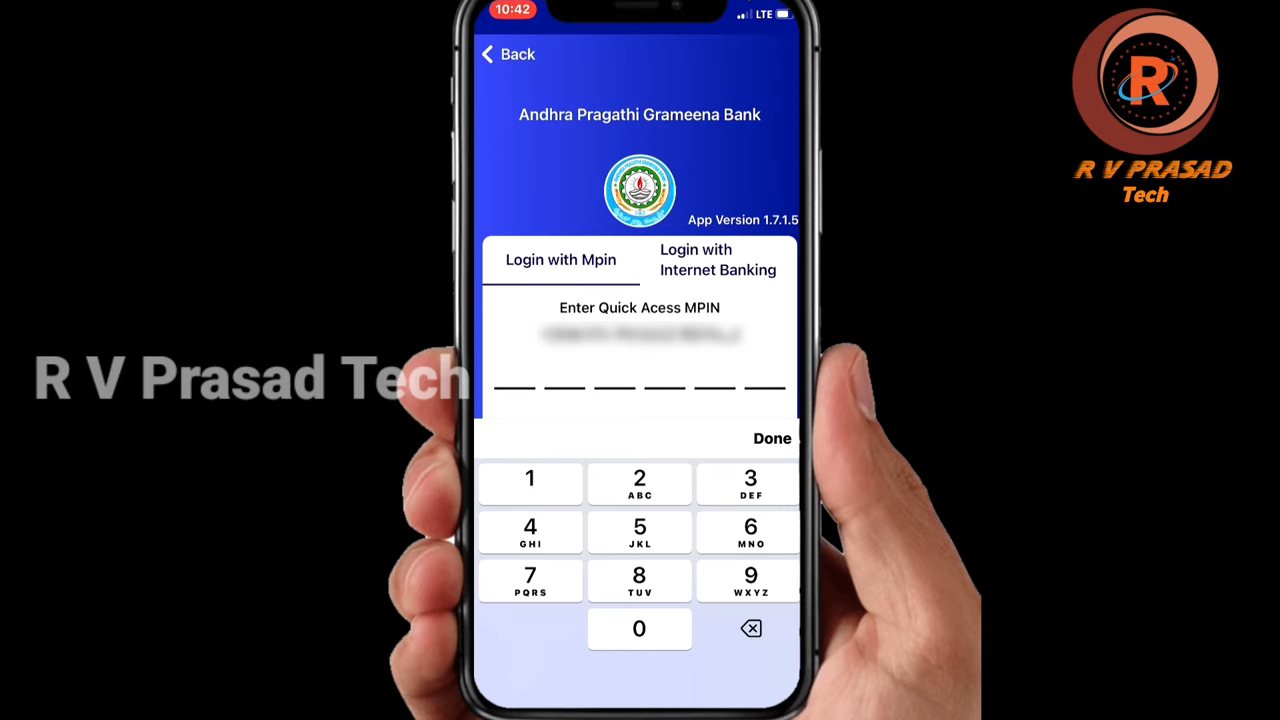 10:42
LTE
Back
Andhra Pragathi Grameena Bank
App Version 1.7.1.5
Login with Mpin
Login with
Internet Banking
Enter Quick Acess MPIN
Done
1
2
ABC
3
DEF
4
GHI
5
JKL
6
MNO
7
PQRS
8
TUV
9
WXYZ
0
R V Prasad Tech
R
R V PRASAD
Tech